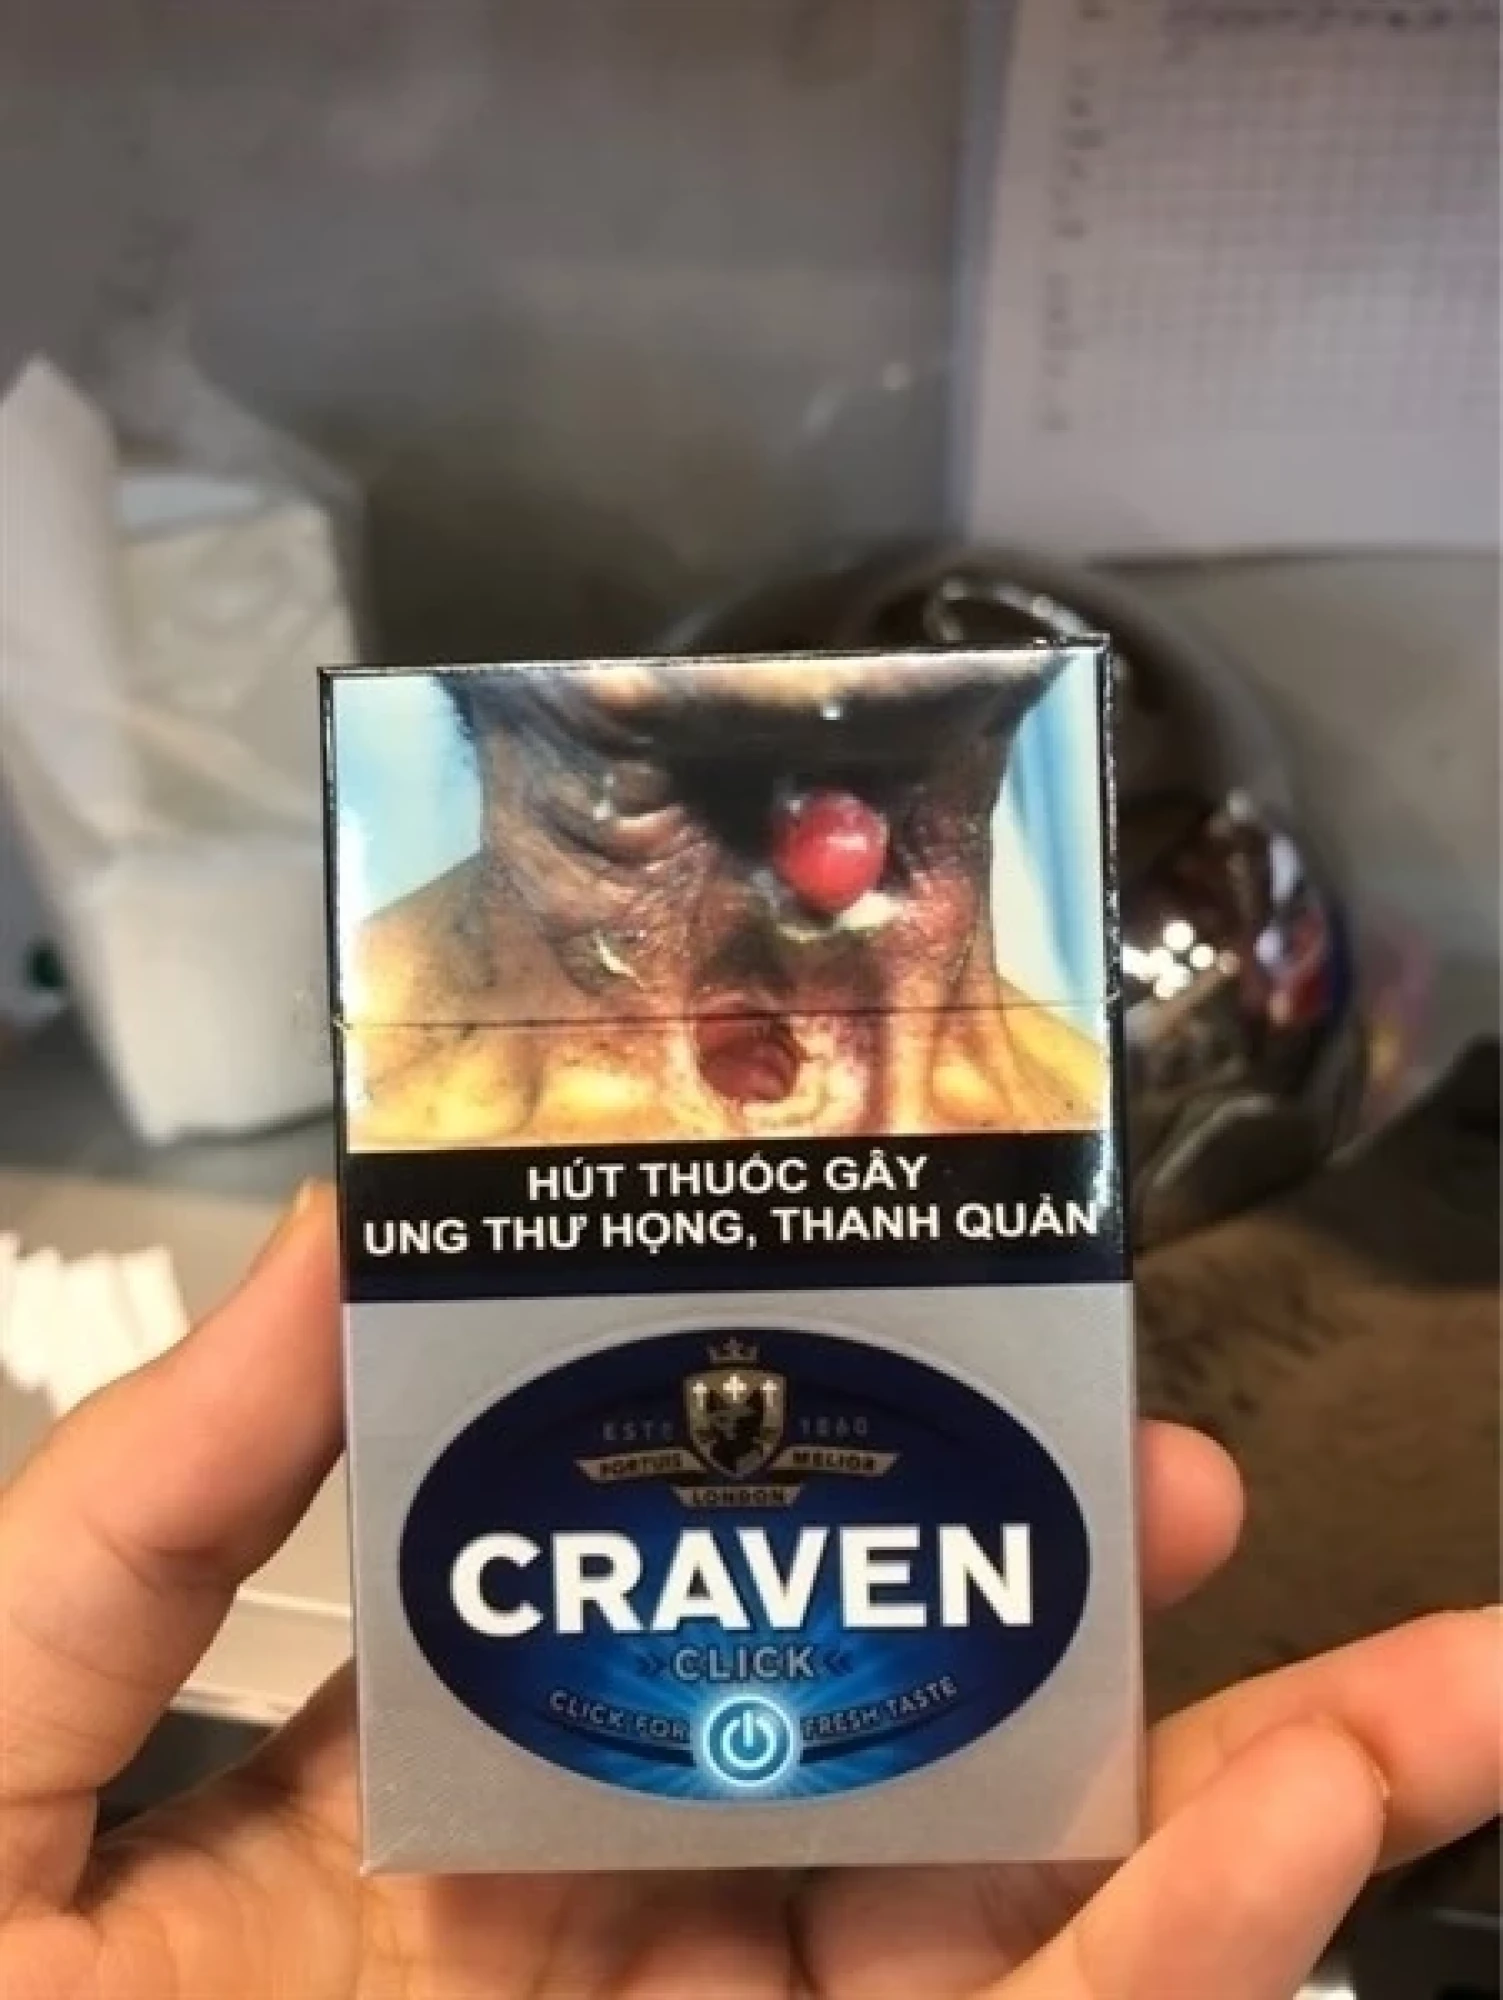 HÚT THUỐC GÂY
UNG THƯ HỌNG, THANH QUẢN
ESTD 1860
FORTUIS MELIOR
LONDON
CRAVEN
CLICK
CLICK FOR FRESH TASTE